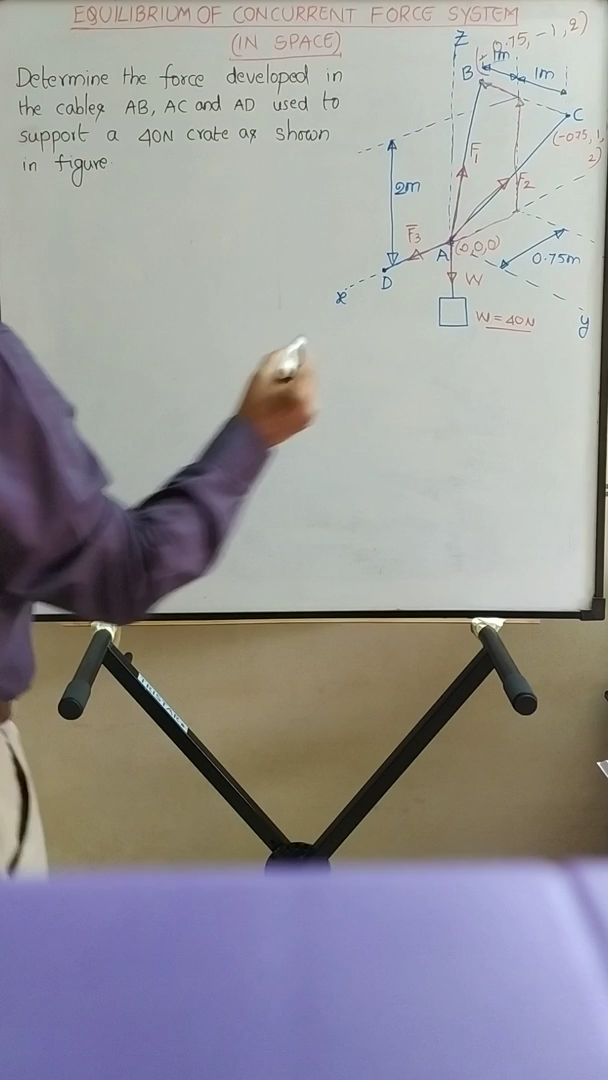 EQUILIBRIUM OF CONCURRENT FORCE SYSTEM
(IN SPACE)
Determine the force developed in
the cables AB, AC and AD used to
support a 40N crate as shown
in figure.
Z
0.75, -1, 2)
1m
1m
B
C
(-0.75, 1,
2)
F1
F2
2m
F3
A
(0,0,0)
0.75m
D
x
W
W = 40N
y
TRISTAR